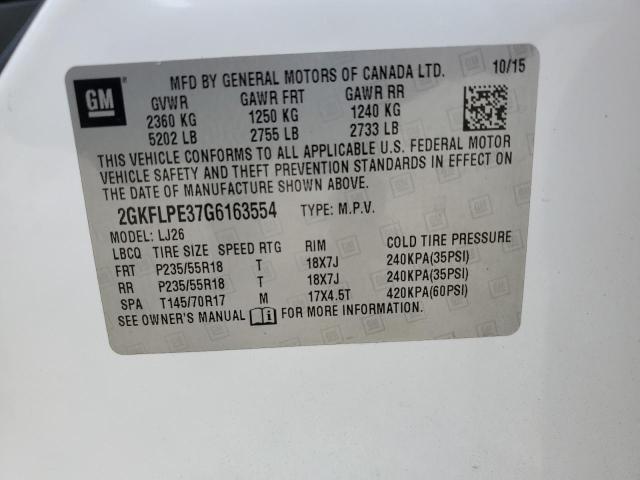 GM
MFD BY GENERAL MOTORS OF CANADA LTD. 10/15
GVWR GAWR FRT GAWR RR
2360 KG 1250 KG 1240 KG
5202 LB 2755 LB 2733 LB
THIS VEHICLE CONFORMS TO ALL APPLICABLE U.S. FEDERAL MOTOR
VEHICLE SAFETY AND THEFT PREVENTION STANDARDS IN EFFECT ON
THE DATE OF MANUFACTURE SHOWN ABOVE.
2GKFLPE37G6163554 TYPE: M.P.V.
MODEL: LJ26
LBCQ TIRE SIZE SPEED RTG RIM COLD TIRE PRESSURE
FRT P235/55R18 T 18X7J 240KPA(35PSI)
RR P235/55R18 T 18X7J 240KPA(35PSI)
SPA T145/70R17 M 17X4.5T 420KPA(60PSI)
SEE OWNER'S MANUAL FOR MORE INFORMATION.